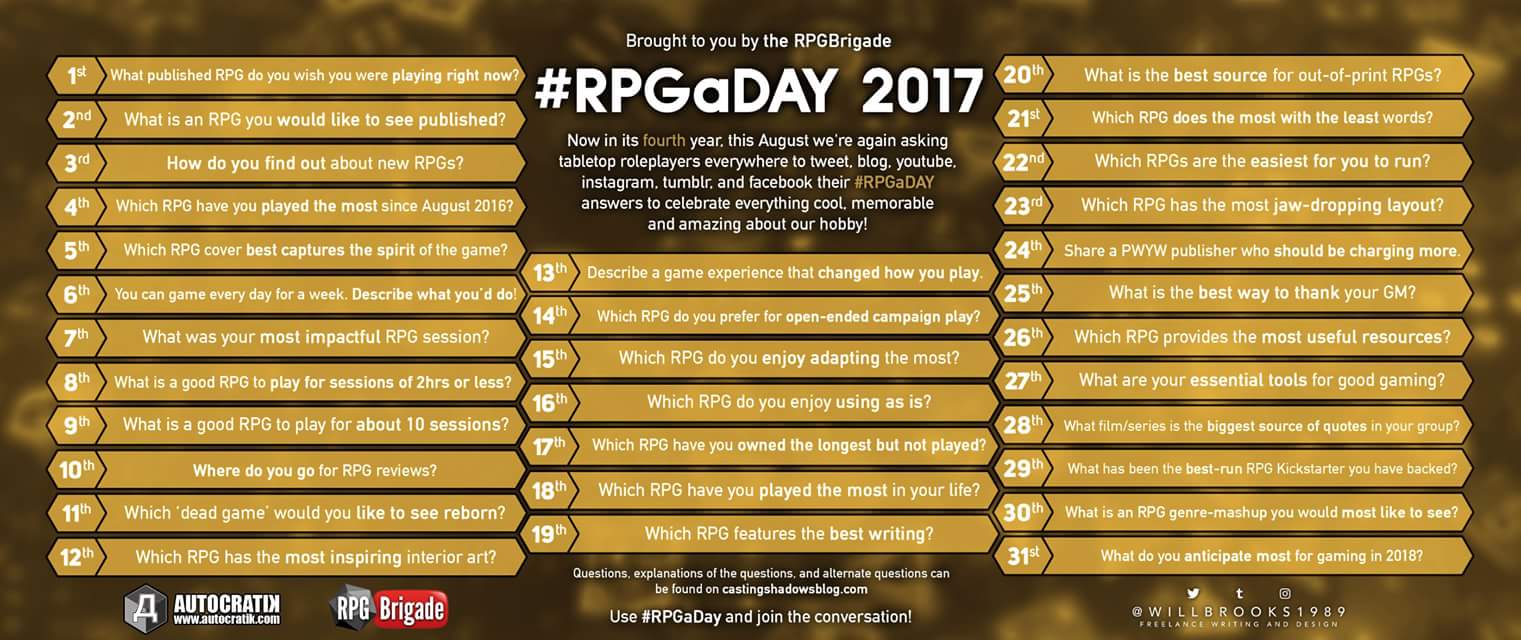 Brought to you by the RPGBrigade
#RPGaDAY 2017
Now in its fourth year, this August we're again asking
tabletop roleplayers everywhere to tweet, blog, youtube,
instagram, tumblr, and facebook their #RPGaDAY
answers to celebrate everything cool, memorable
and amazing about our hobby!
1st What published RPG do you wish you were playing right now?
2nd What is an RPG you would like to see published?
3rd How do you find out about new RPGs?
4th Which RPG have you played the most since August 2016?
5th Which RPG cover best captures the spirit of the game?
6th You can game every day for a week. Describe what you'd do!
7th What was your most impactful RPG session?
8th What is a good RPG to play for sessions of 2hrs or less?
9th What is a good RPG to play for about 10 sessions?
10th Where do you go for RPG reviews?
11th Which 'dead game' would you like to see reborn?
12th Which RPG has the most inspiring interior art?
13th Describe a game experience that changed how you play.
14th Which RPG do you prefer for open-ended campaign play?
15th Which RPG do you enjoy adapting the most?
16th Which RPG do you enjoy using as is?
17th Which RPG have you owned the longest but not played?
18th Which RPG have you played the most in your life?
19th Which RPG features the best writing?
20th What is the best source for out-of-print RPGs?
21st Which RPG does the most with the least words?
22nd Which RPGs are the easiest for you to run?
23rd Which RPG has the most jaw-dropping layout?
24th Share a PWYW publisher who should be charging more.
25th What is the best way to thank your GM?
26th Which RPG provides the most useful resources?
27th What are your essential tools for good gaming?
28th What film/series is the biggest source of quotes in your group?
29th What has been the best-run RPG Kickstarter you have backed?
30th What is an RPG genre-mashup you would most like to see?
31st What do you anticipate most for gaming in 2018?
Questions, explanations of the questions, and alternate questions can
be found on castingshadowsblog.com
Use #RPGaDay and join the conversation!
Д AUTOCRATIK
www.autocratik.com
RPG Brigade
@WILLBROOKS1989
FREELANCE WRITING AND DESIGN